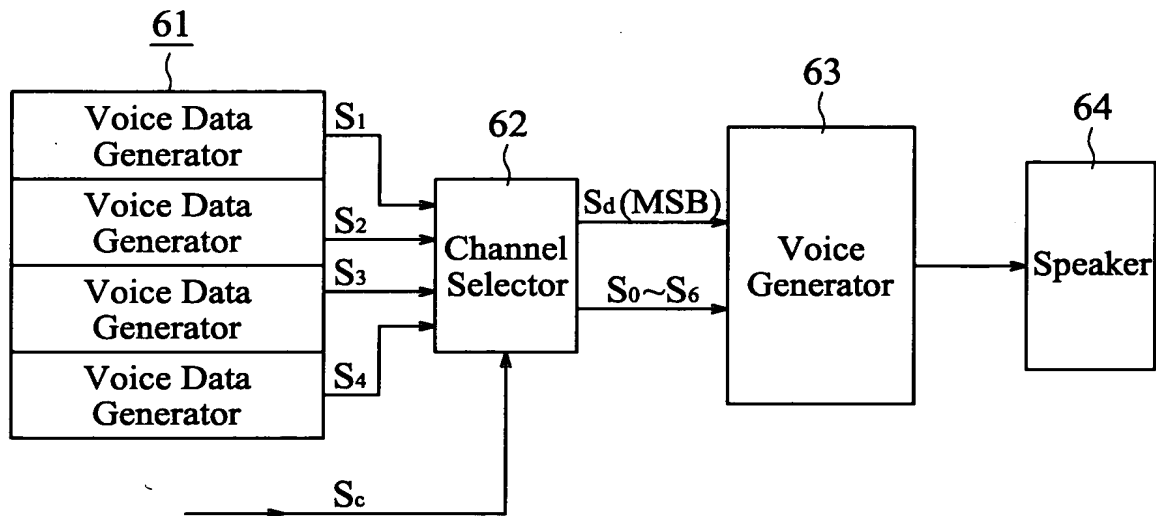 61
Voice Data
Generator
Voice Data
Generator
Voice Data
Generator
Voice Data
Generator
S1
S2
S3
S4
Sc
62
Channel
Selector
Sd(MSB)
S0~S6
63
Voice
Generator
64
Speaker